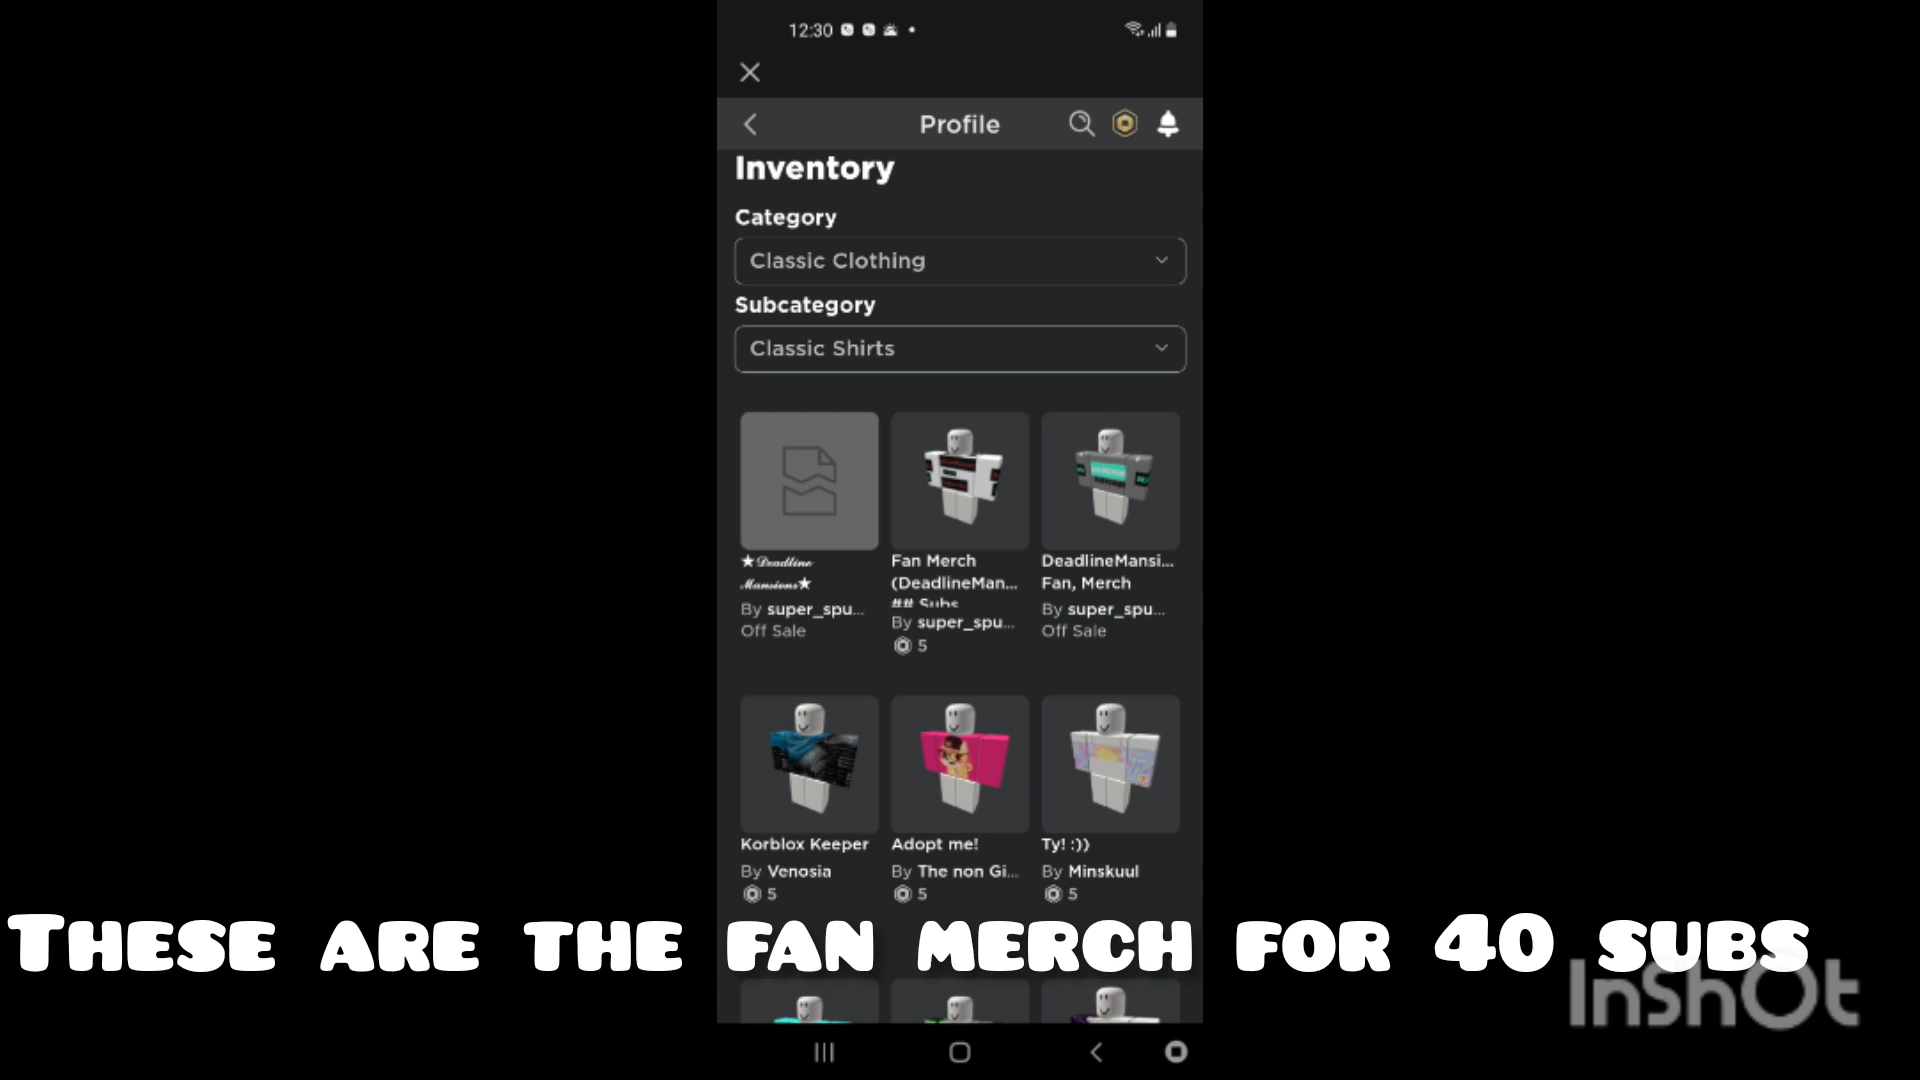 12:30
Profile
Inventory
Category
Classic Clothing
Subcategory
Classic Shirts
★𝒟𝑒𝒶𝒹𝓁𝒾𝓃𝑒
𝑀𝒶𝓃𝓈𝒾𝑜𝓃𝓈★
By super_spu...
Off Sale
Fan Merch
(DeadlineMan...
## Subs
By super_spu...
5
DeadlineMansi...
Fan, Merch
By super_spu...
Off Sale
Korblox Keeper
By Venosia
5
Adopt me!
By The non Gi...
5
Ty! :))
By Minskuul
5
These are the fan merch for 40 subs
InShOt